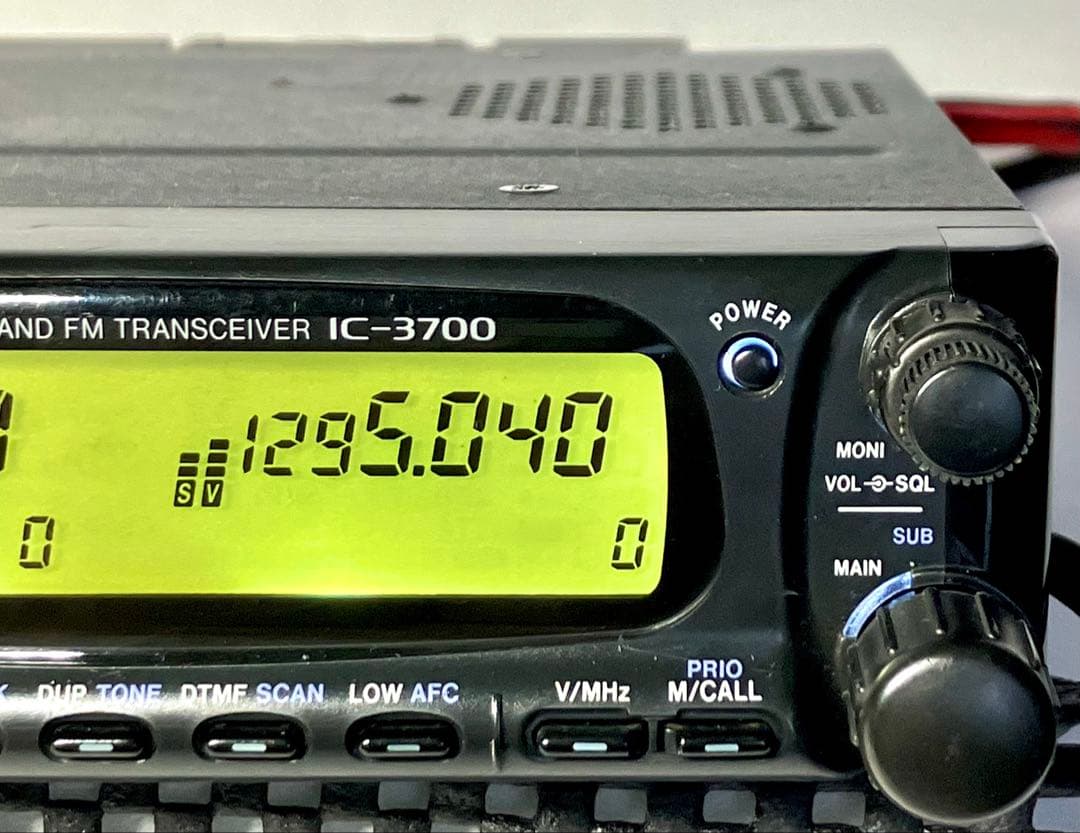 AND FM TRANSCEIVER IC-3700
POWER
1295.040
S V
0 0
MONI
VOL SQL
SUB
MAIN
DUP TONE DTMF SCAN LOW AFC V/MHz PRIO M/CALL